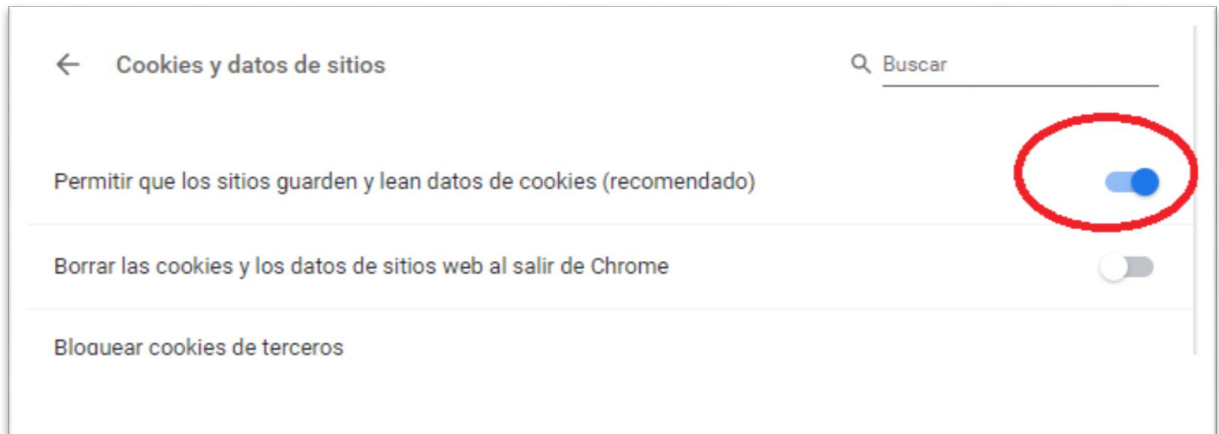 Cookies y datos de sitios
Buscar
Permitir que los sitios guarden y lean datos de cookies (recomendado)
Borrar las cookies y los datos de sitios web al salir de Chrome
Bloquear cookies de terceros